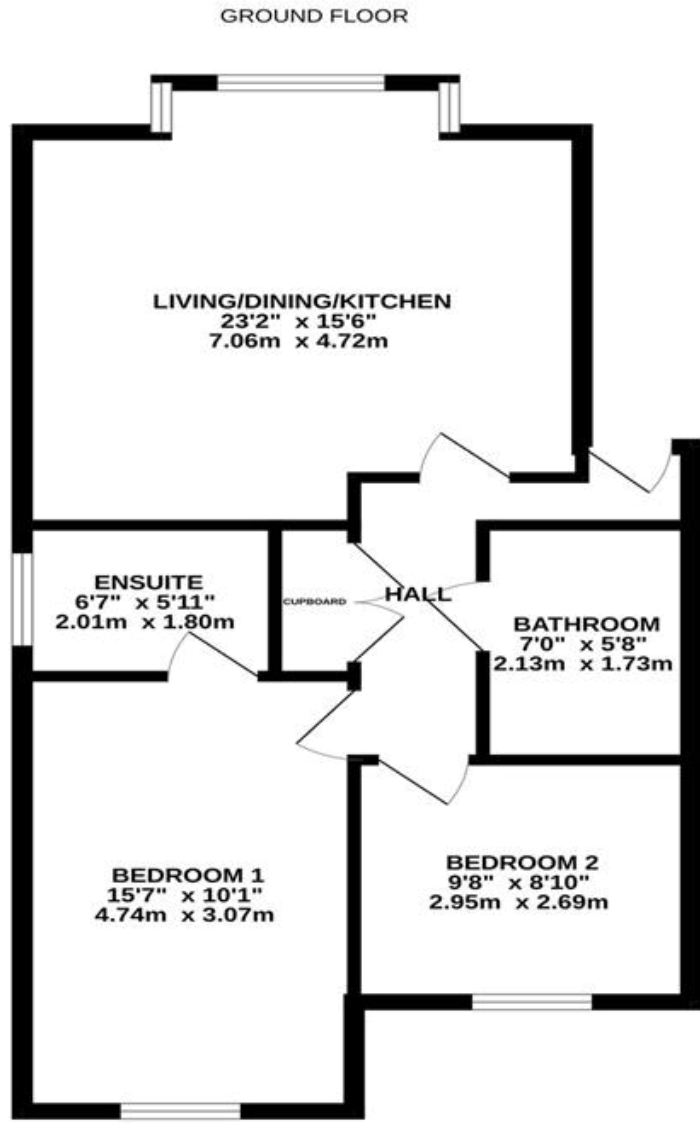 GROUND FLOOR
LIVING/DINING/KITCHEN
23'2" x 15'6"
7.06m x 4.72m
ENSUITE
6'7" x 5'11"
2.01m x 1.80m
CUPBOARD
HALL
BATHROOM
7'0" x 5'8"
2.13m x 1.73m
BEDROOM 1
15'7" x 10'1"
4.74m x 3.07m
BEDROOM 2
9'8" x 8'10"
2.95m x 2.69m